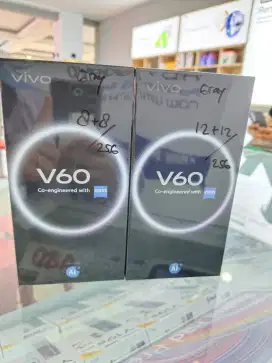 vivo
Gray
8+8/256
V60
Co-engineered with ZEISS
AI
vivo
Gray
12+12/256
V60
Co-engineered with ZEISS
AI